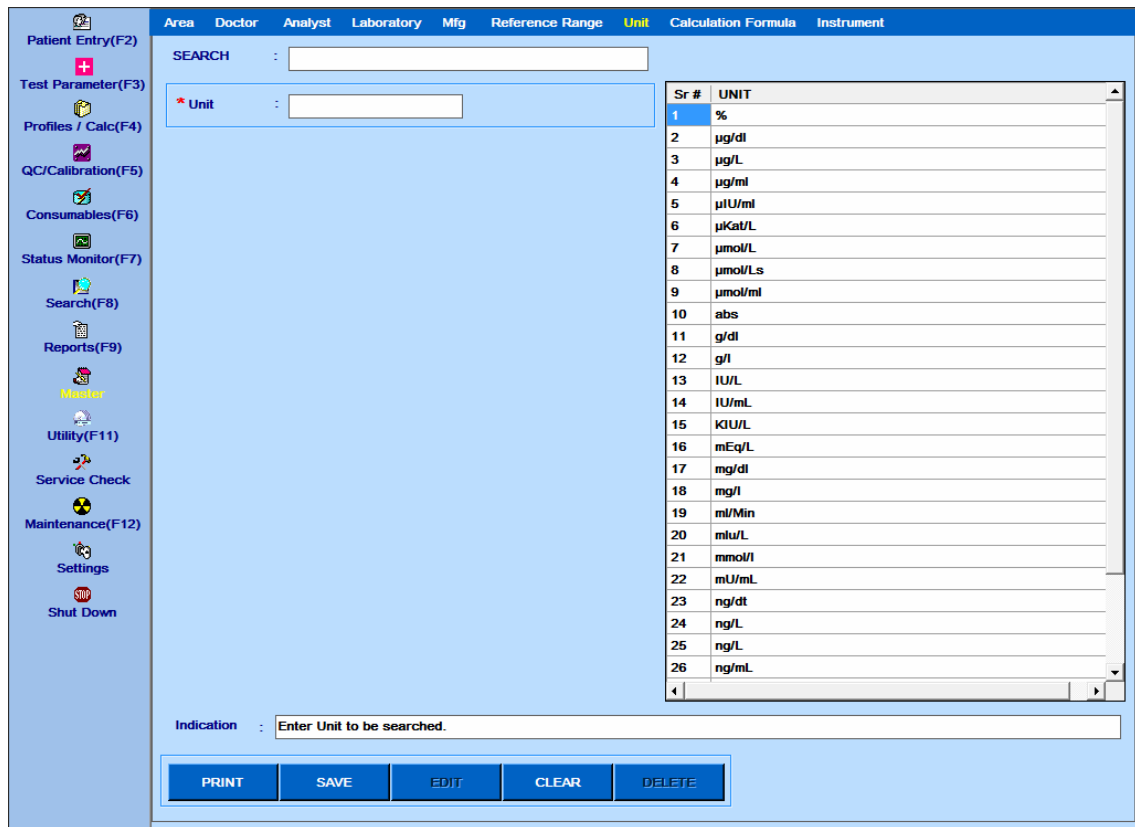 Area Doctor Analyst Laboratory Mfg Reference Range Unit Calculation Formula Instrument
Patient Entry(F2)
Test Parameter(F3)
Profiles / Calc(F4)
QC/Calibration(F5)
Consumables(F6)
Status Monitor(F7)
Search(F8)
Reports(F9)
Master
Utility(F11)
Service Check
Maintenance(F12)
Settings
STOP
Shut Down
SEARCH :
* Unit :
Sr # UNIT
1 %
2 µg/dl
3 µg/L
4 µg/ml
5 µIU/ml
6 µKat/L
7 µmol/L
8 µmol/Ls
9 µmol/ml
10 abs
11 g/dl
12 g/l
13 IU/L
14 IU/mL
15 KIU/L
16 mEq/L
17 mg/dl
18 mg/l
19 ml/Min
20 mlu/L
21 mmol/l
22 mU/mL
23 ng/dt
24 ng/L
25 ng/L
26 ng/mL
Indication : Enter Unit to be searched.
PRINT SAVE EDIT CLEAR DELETE